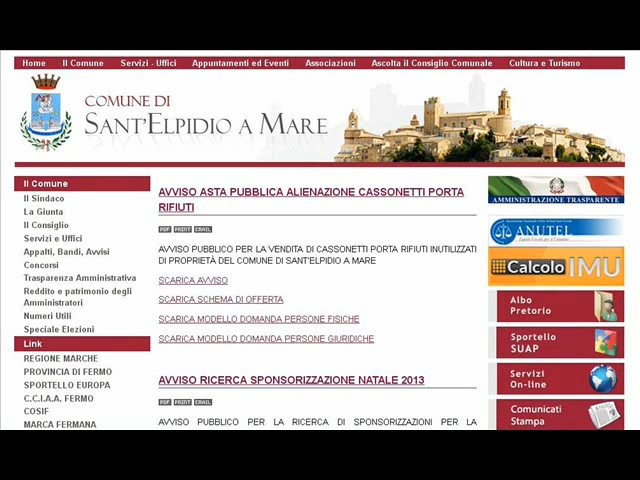 Home Il Comune Servizi - Uffici Appuntamenti ed Eventi Associazioni Ascolta il Consiglio Comunale Cultura e Turismo
COMUNE DI
SANT'ELPIDIO A MARE
Il Comune
Il Sindaco
La Giunta
Il Consiglio
Servizi e Uffici
Appalti, Bandi, Avvisi
Concorsi
Trasparenza Amministrativa
Reddito e patrimonio degli
Amministratori
Numeri Utili
Speciale Elezioni
Link
REGIONE MARCHE
PROVINCIA DI FERMO
SPORTELLO EUROPA
C.C.I.A.A. FERMO
COSIF
MARCA FERMANA
AVVISO ASTA PUBBLICA ALIENAZIONE CASSONETTI PORTA
RIFIUTI
PDF PRINT EMAIL
AVVISO PUBBLICO PER LA VENDITA DI CASSONETTI PORTA RIFIUTI INUTILIZZATI
DI PROPRIETÀ DEL COMUNE DI SANT'ELPIDIO A MARE
SCARICA AVVISO
SCARICA SCHEMA DI OFFERTA
SCARICA MODELLO DOMANDA PERSONE FISICHE
SCARICA MODELLO DOMANDA PERSONE GIURIDICHE
AVVISO RICERCA SPONSORIZZAZIONE NATALE 2013
PDF PRINT EMAIL
AVVISO PUBBLICO PER LA RICERCA DI SPONSORIZZAZIONI PER LA
AMMINISTRAZIONE TRASPARENTE
ANUTEL
Calcolo IMU
Albo
Pretorio
Sportello
SUAP
Servizi
On-line
Comunicati
Stampa